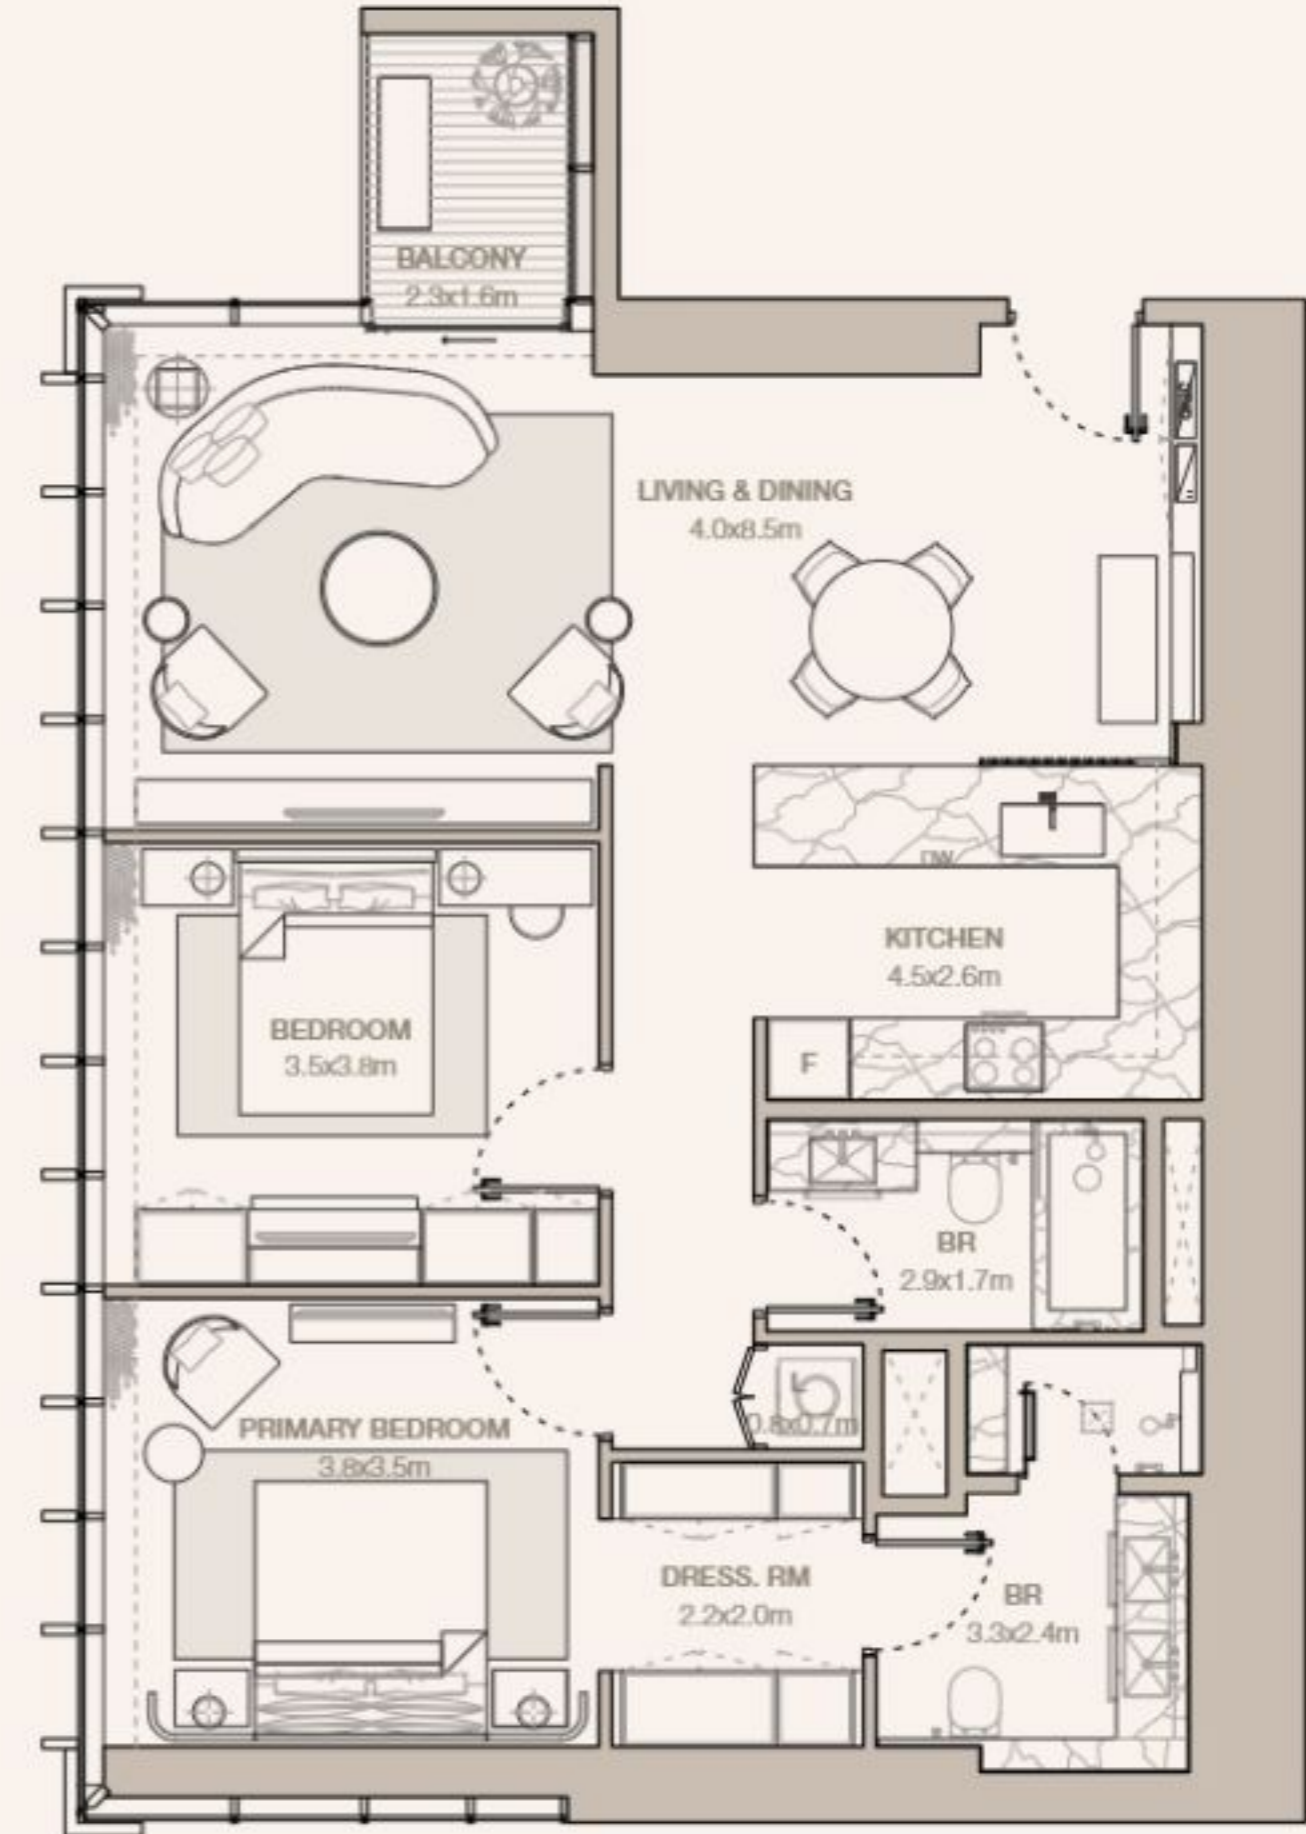 BALCONY
2.3x1.6m
LIVING & DINING
4.0x8.5m
DW
KITCHEN
4.5x2.6m
F
BEDROOM
3.5x3.8m
BR
2.9x1.7m
PRIMARY BEDROOM
3.8x3.5m
0.8x0.7m
DRESS. RM
2.2x2.0m
BR
3.3x2.4m